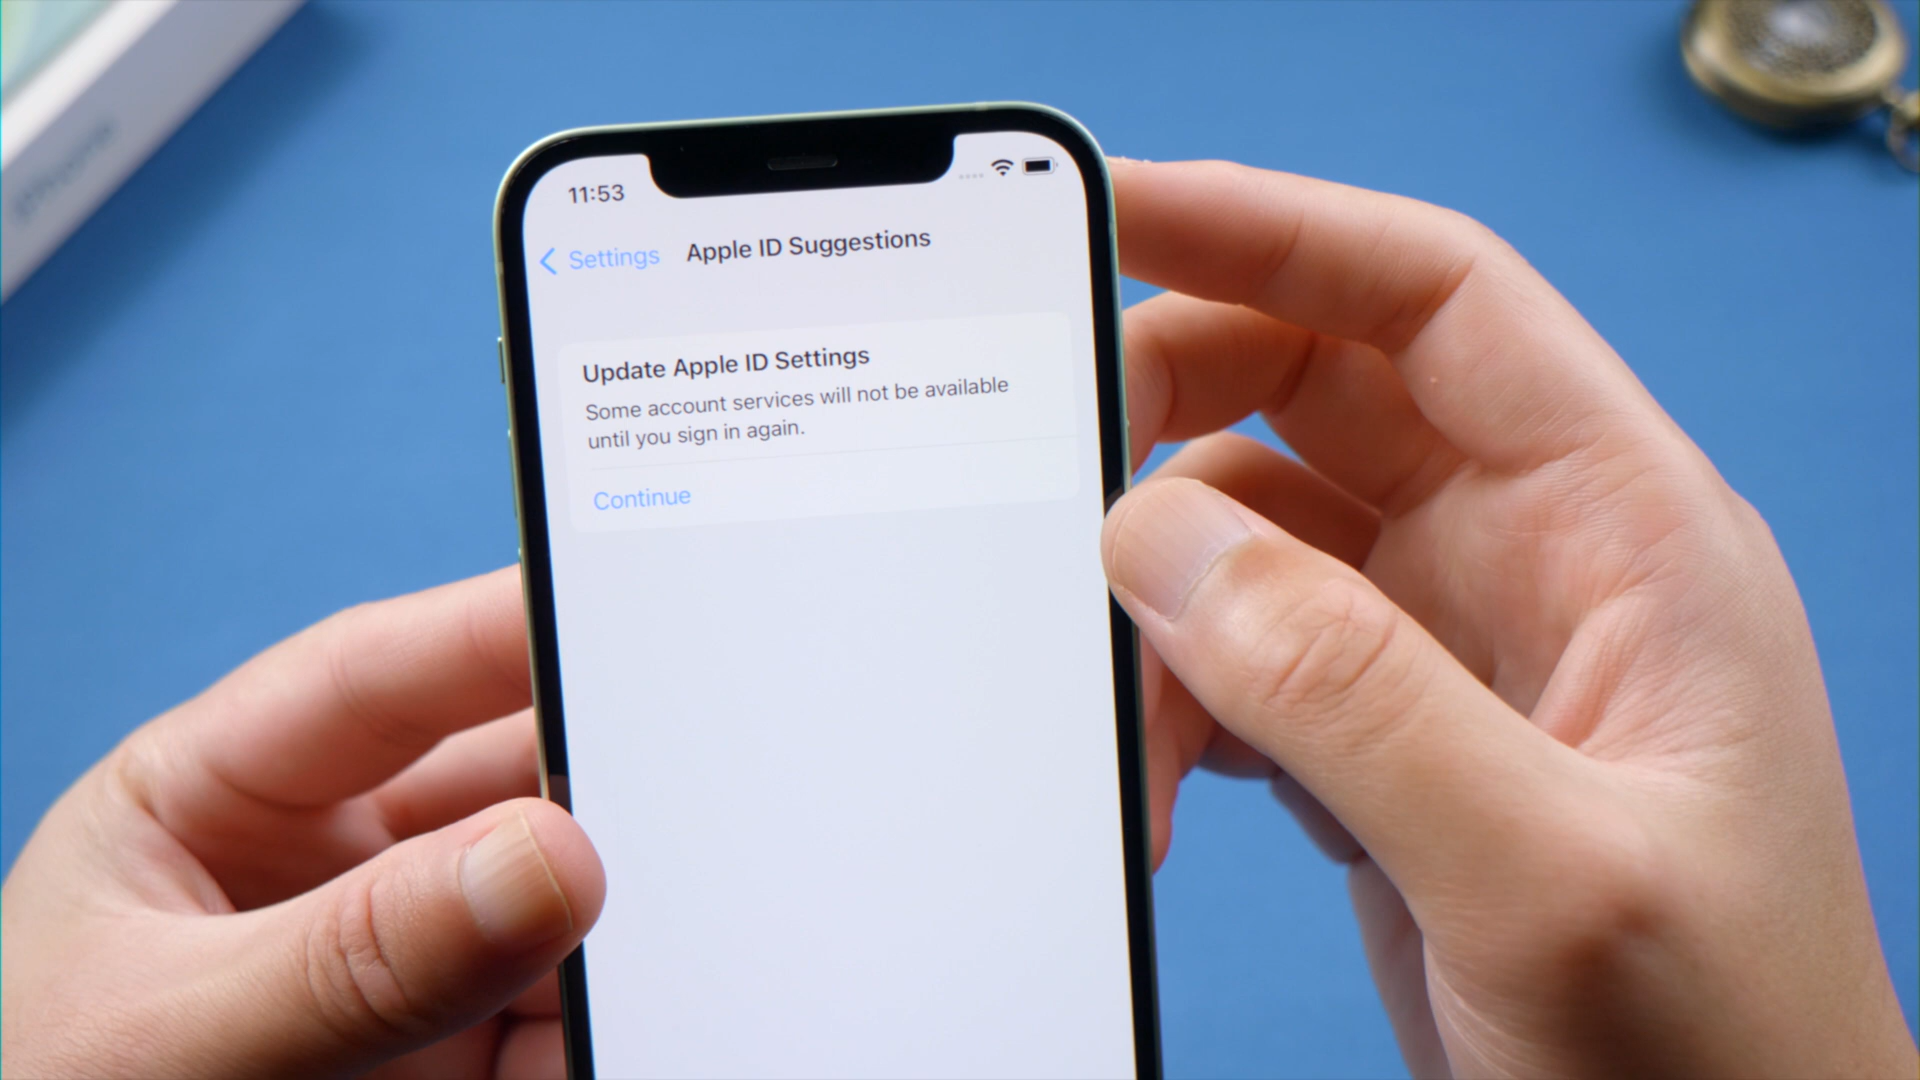 11:53
Settings
Apple ID Suggestions
Update Apple ID Settings
Some account services will not be available
until you sign in again.
Continue
iPhone